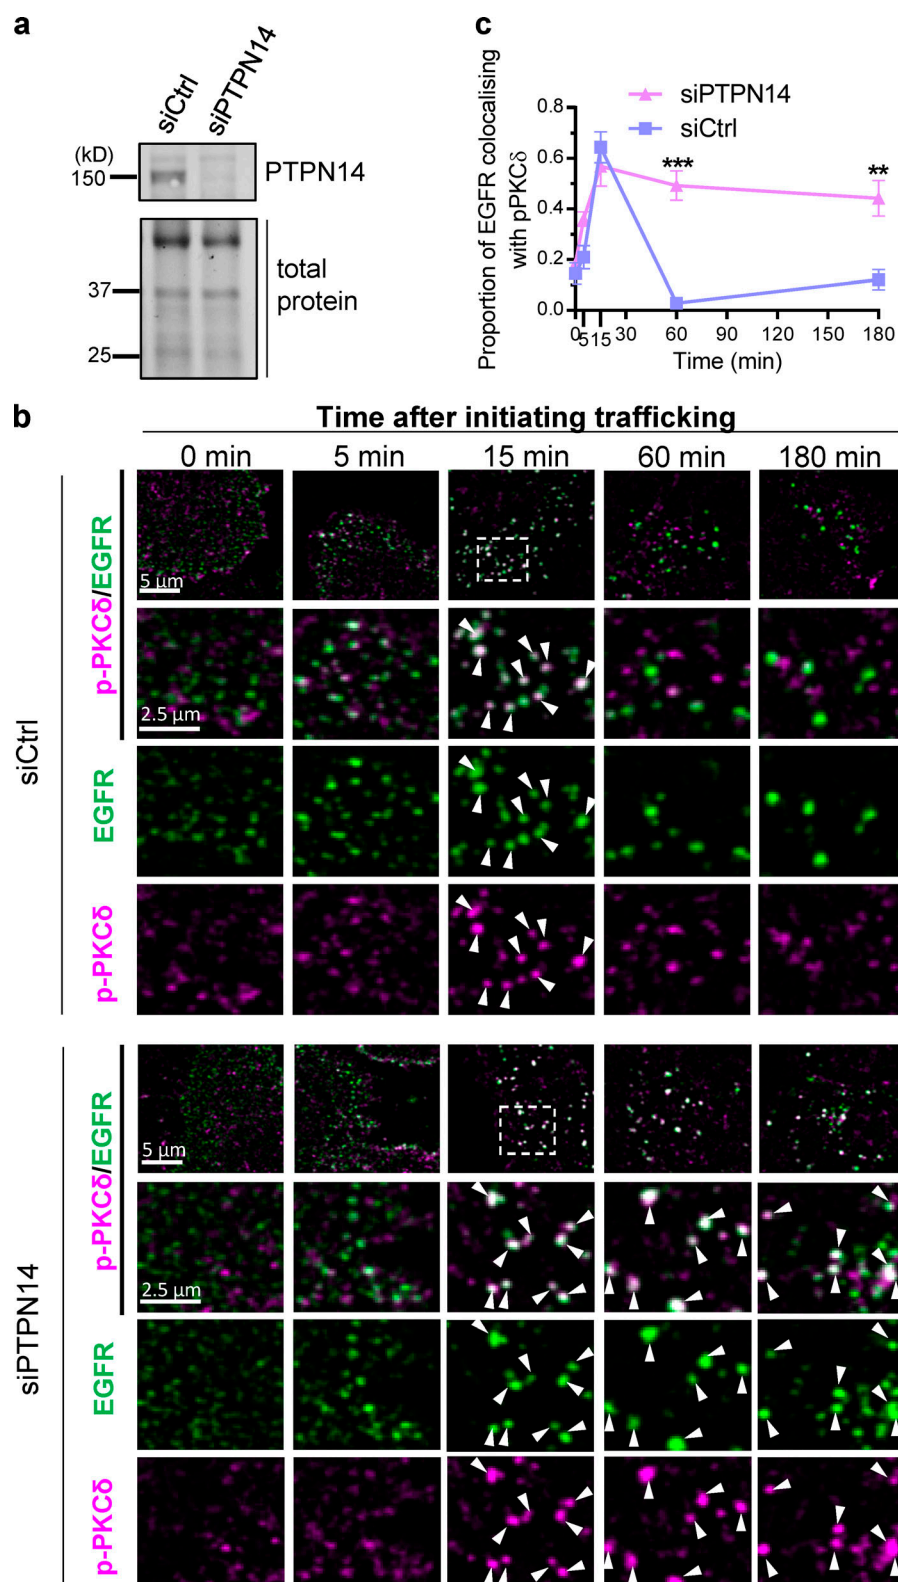 a
siCtrl
siPTPN14
(kD)
150
PTPN14
37
25
total
protein
c
siPTPN14
siCtrl
Proportion of EGFR colocalising
with pPKCδ
0.8
0.6
0.4
0.2
0.0
***
**
0 5 15 30 60 90 120 150 180
Time (min)
b
Time after initiating trafficking
0 min 5 min 15 min 60 min 180 min
siCtrl
p-PKCδ/EGFR
5 µm
2.5 µm
EGFR
p-PKCδ
siPTPN14
p-PKCδ/EGFR
5 µm
2.5 µm
EGFR
p-PKCδ